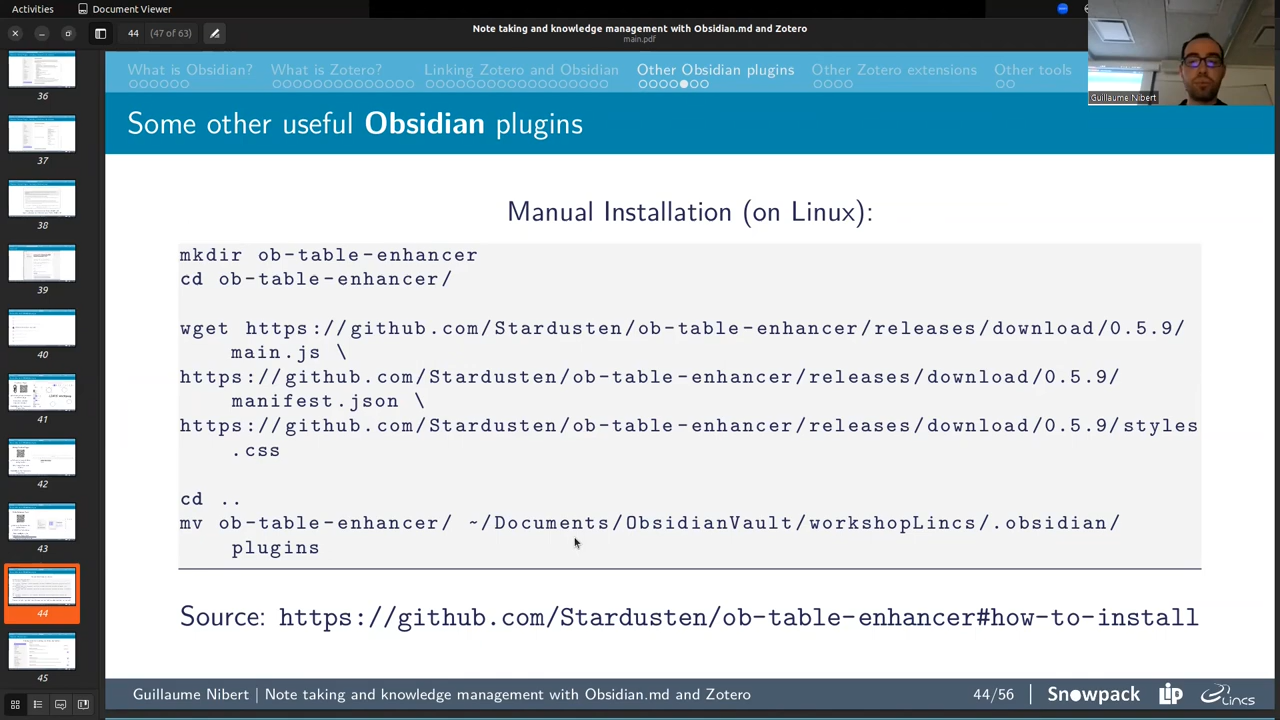 Activities
Document Viewer
44
(47 of 63)
Note taking and knowledge management with Obsidian.md and Zotero
main.pdf
What is Obsidian?
What is Zotero?
Linking Zotero and Obsidian
Other Obsidian plugins
Other Zotero extensions
Other tools
Guillaume Nibert
Some other useful Obsidian plugins
Manual Installation (on Linux):
mkdir ob-table-enhancer
cd ob-table-enhancer/
wget https://github.com/Stardusten/ob-table-enhancer/releases/download/0.5.9/
main.js \
https://github.com/Stardusten/ob-table-enhancer/releases/download/0.5.9/
manifest.json \
https://github.com/Stardusten/ob-table-enhancer/releases/download/0.5.9/styles
.css
cd ..
mv ob-table-enhancer/ ~/Documents/ObsidianVault/workshopLincs/.obsidian/
plugins
Source: https://github.com/Stardusten/ob-table-enhancer#how-to-install
Guillaume Nibert | Note taking and knowledge management with Obsidian.md and Zotero
44/56
Snowpack
LIP
Lincs
36
37
38
39
40
41
42
43
44
45